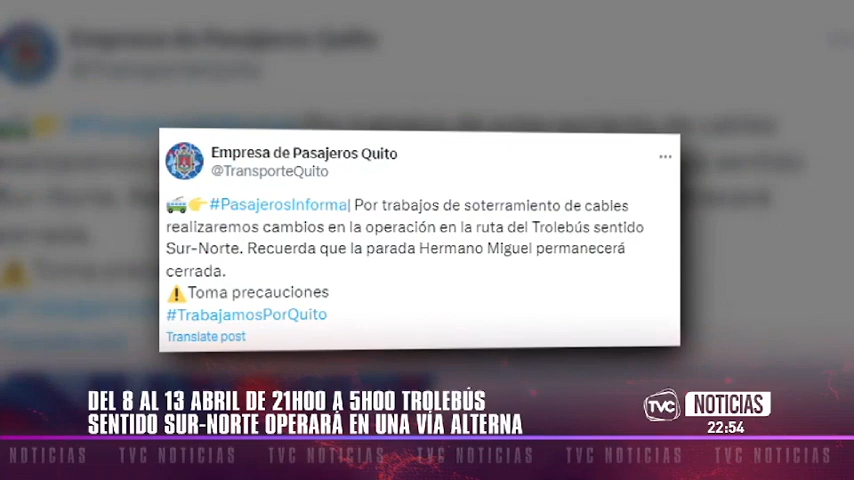 Empresa de Pasajeros Quito
@TransporteQuito
#PasajerosInforma| Por trabajos de soterramiento de cables
realizaremos cambios en la operación en la ruta del Trolebús sentido
Sur-Norte. Recuerda que la parada Hermano Miguel permanecerá
cerrada.
Toma precauciones
#TrabajamosPorQuito
Translate post
DEL 8 AL 13 ABRIL DE 21H00 A 5H00 TROLEBÚS
SENTIDO SUR-NORTE OPERARÁ EN UNA VÍA ALTERNA
TVC NOTICIAS
22:54
NOTICIAS TVC NOTICIAS TVC NOTICIAS TVC NOTICIAS TVC NOTICIAS TVC NOTICIAS